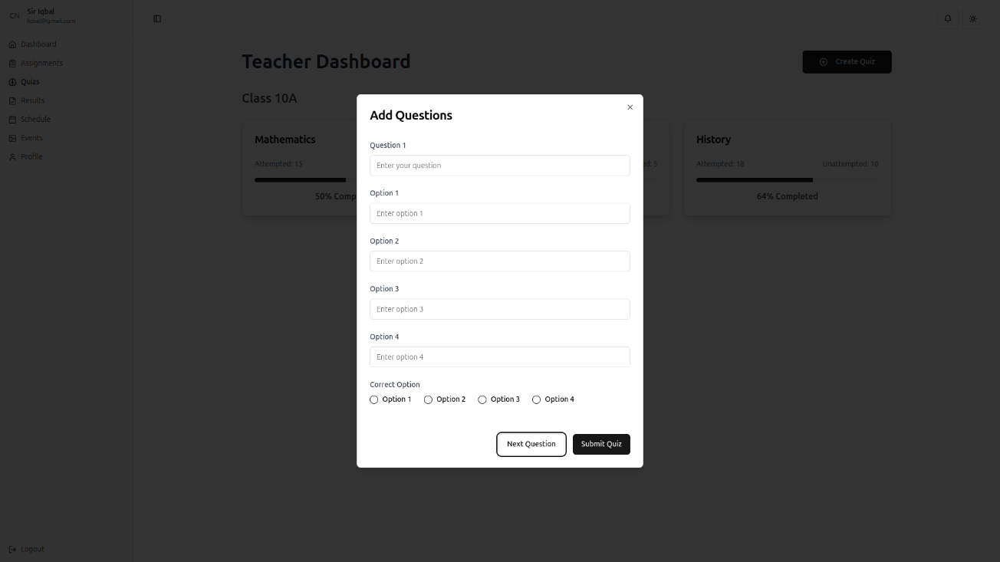 CN
Sir Iqbal
Iqbal@gmail.com
Dashboard
Assignments
Quizs
Results
Schedule
Events
Profile
Logout
Teacher Dashboard
Create Quiz
Class 10A
Mathematics
Attempted: 15
50% Comp
ed: 5
History
Attempted: 18
Unattempted: 10
64% Completed
Add Questions
Question 1
Enter your question
Option 1
Enter option 1
Option 2
Enter option 2
Option 3
Enter option 3
Option 4
Enter option 4
Correct Option
Option 1 Option 2 Option 3 Option 4
Next Question Submit Quiz